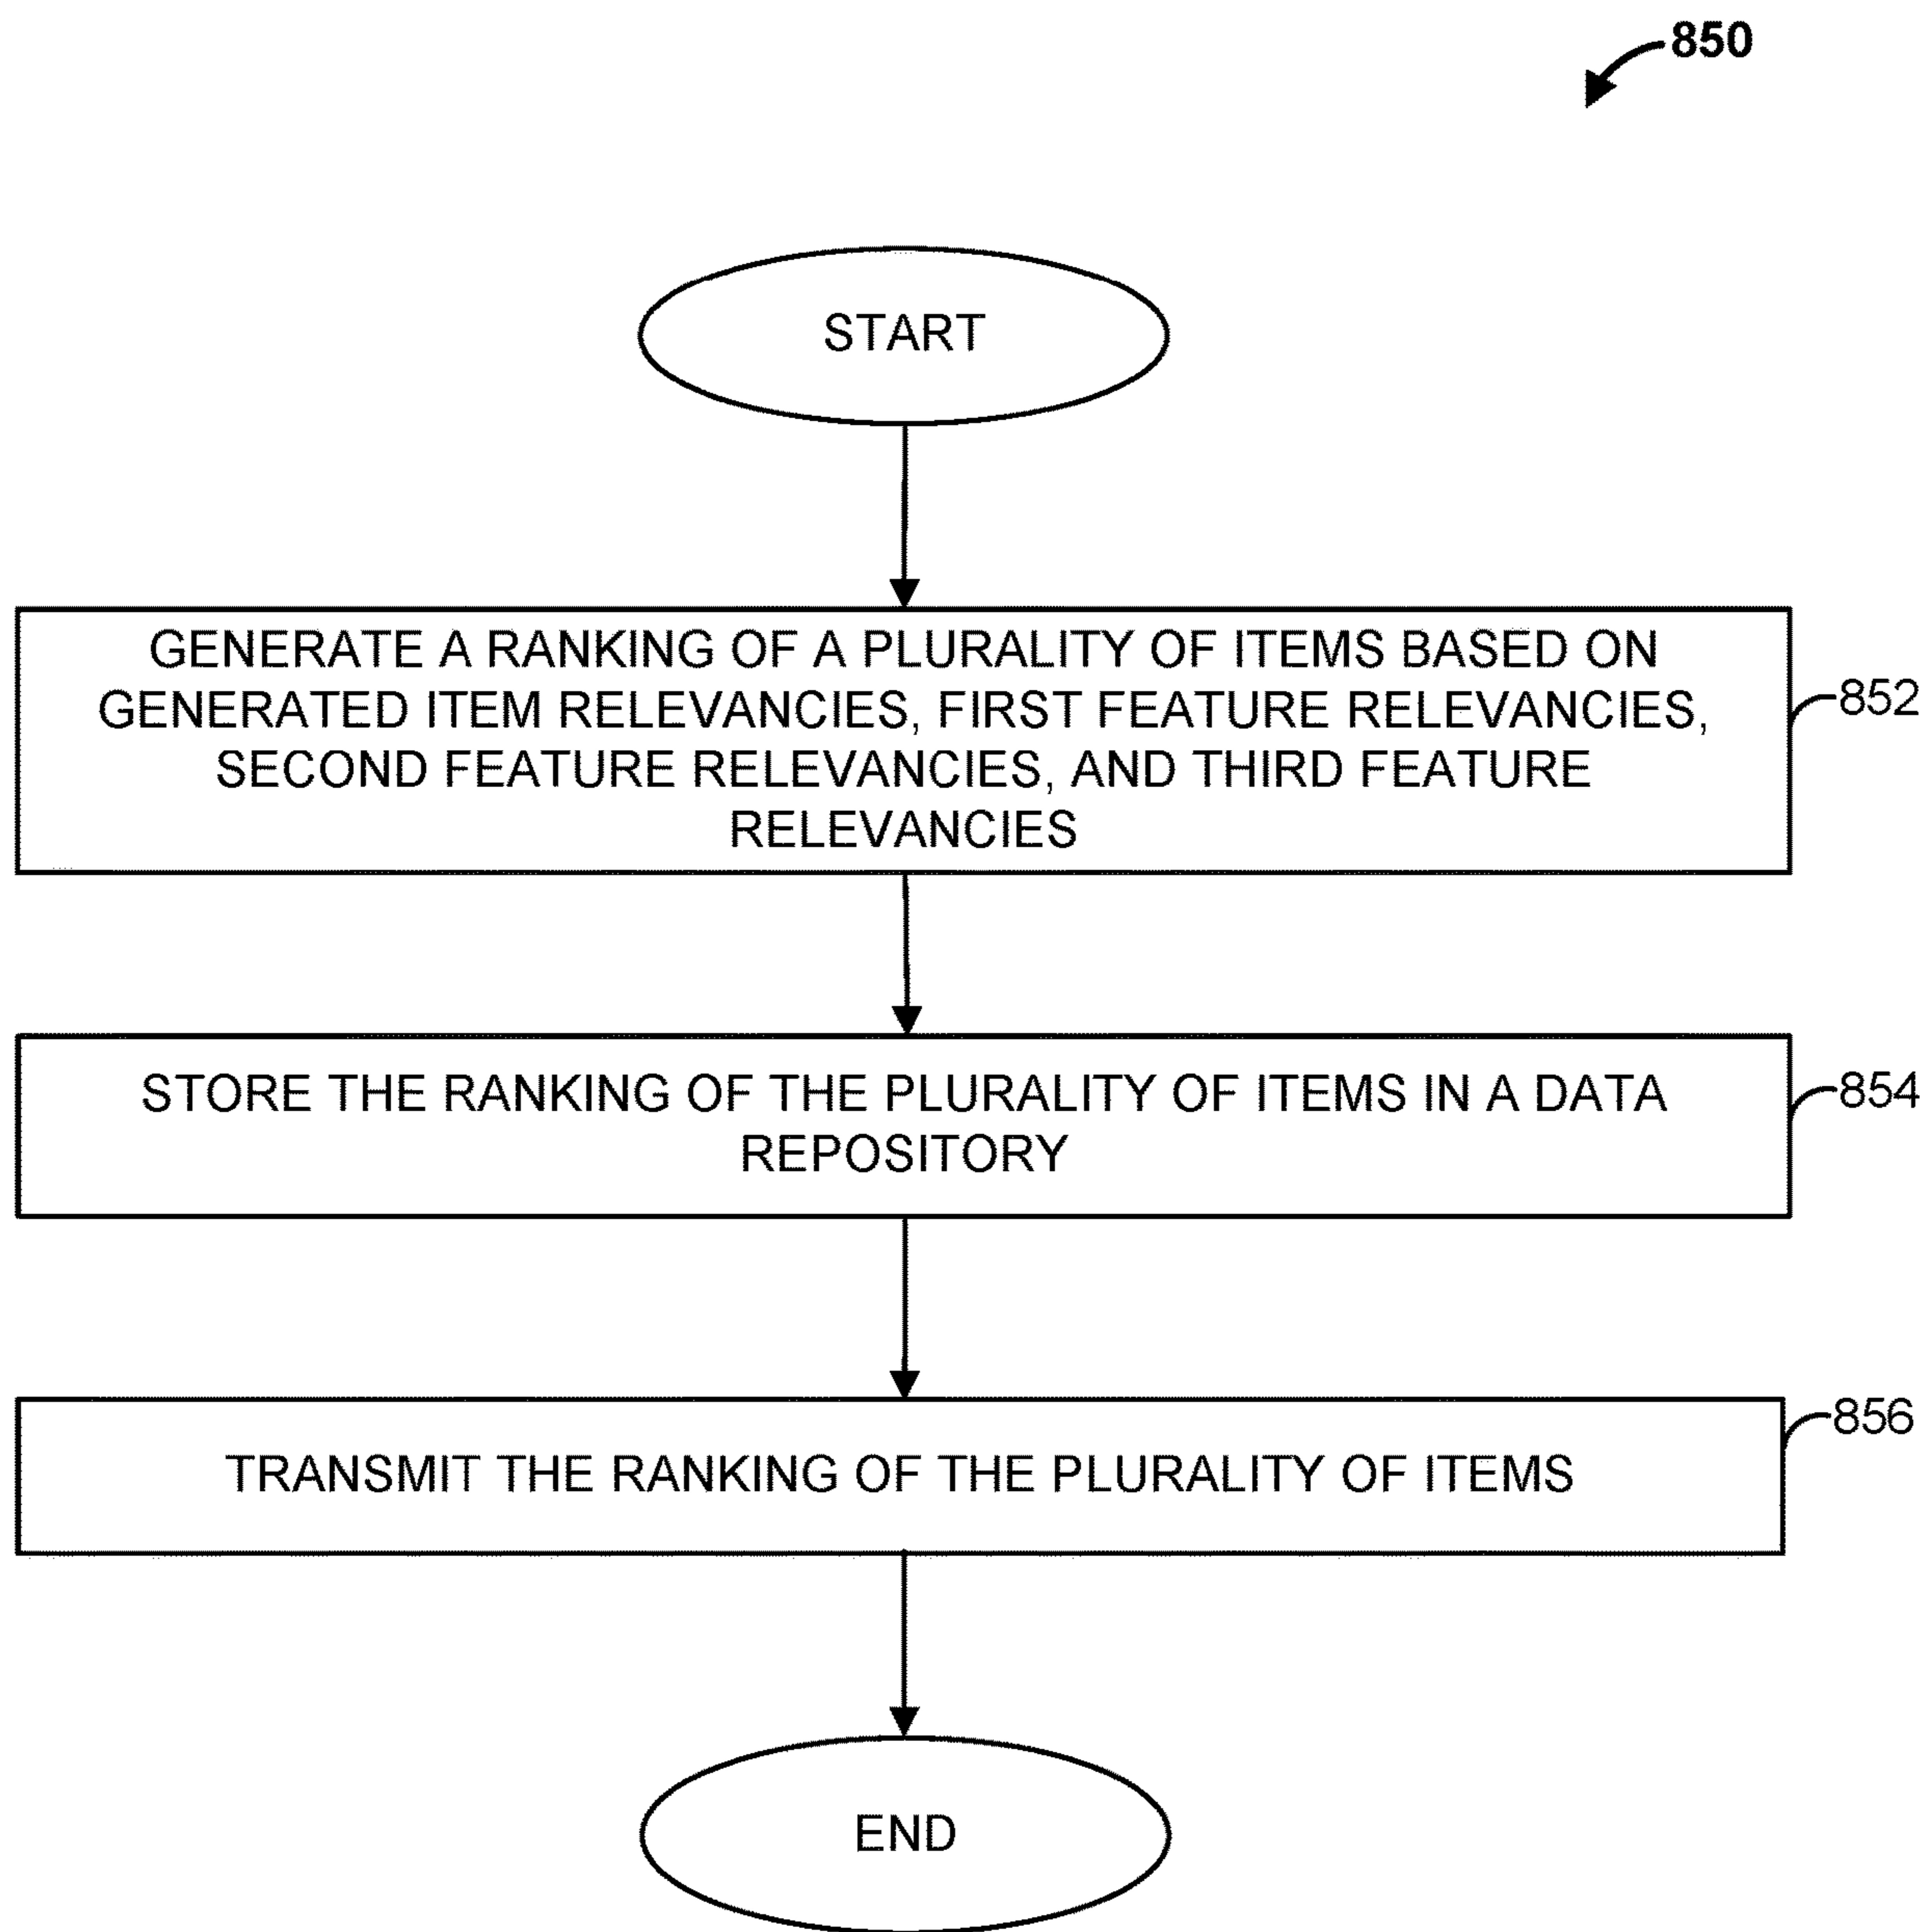 850
START
GENERATE A RANKING OF A PLURALITY OF ITEMS BASED ON
GENERATED ITEM RELEVANCIES, FIRST FEATURE RELEVANCIES,
SECOND FEATURE RELEVANCIES, AND THIRD FEATURE
RELEVANCIES
852
STORE THE RANKING OF THE PLURALITY OF ITEMS IN A DATA
REPOSITORY
854
TRANSMIT THE RANKING OF THE PLURALITY OF ITEMS
856
END